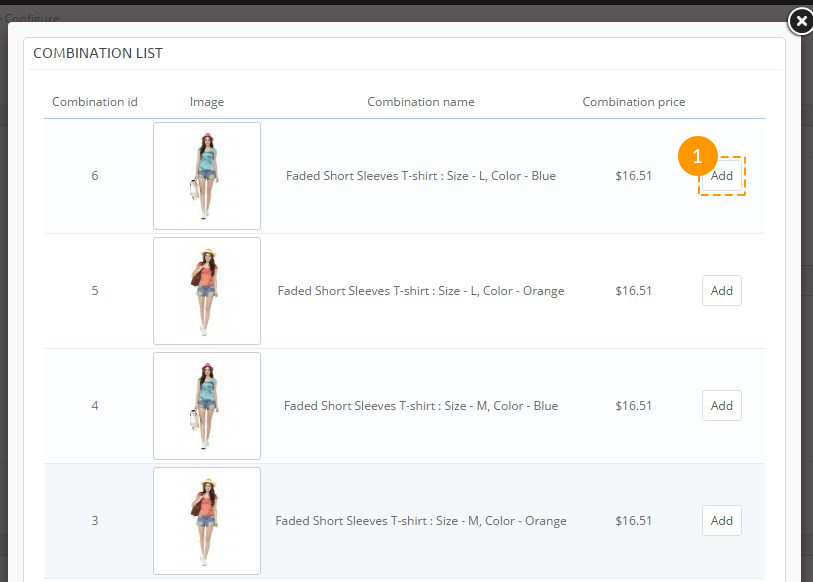 Configure
COMBINATION LIST
Combination id Image Combination name Combination price
6 Faded Short Sleeves T-shirt : Size - L, Color - Blue $16.51 1 Add
5 Faded Short Sleeves T-shirt : Size - L, Color - Orange $16.51 Add
4 Faded Short Sleeves T-shirt : Size - M, Color - Blue $16.51 Add
3 Faded Short Sleeves T-shirt : Size - M, Color - Orange $16.51 Add